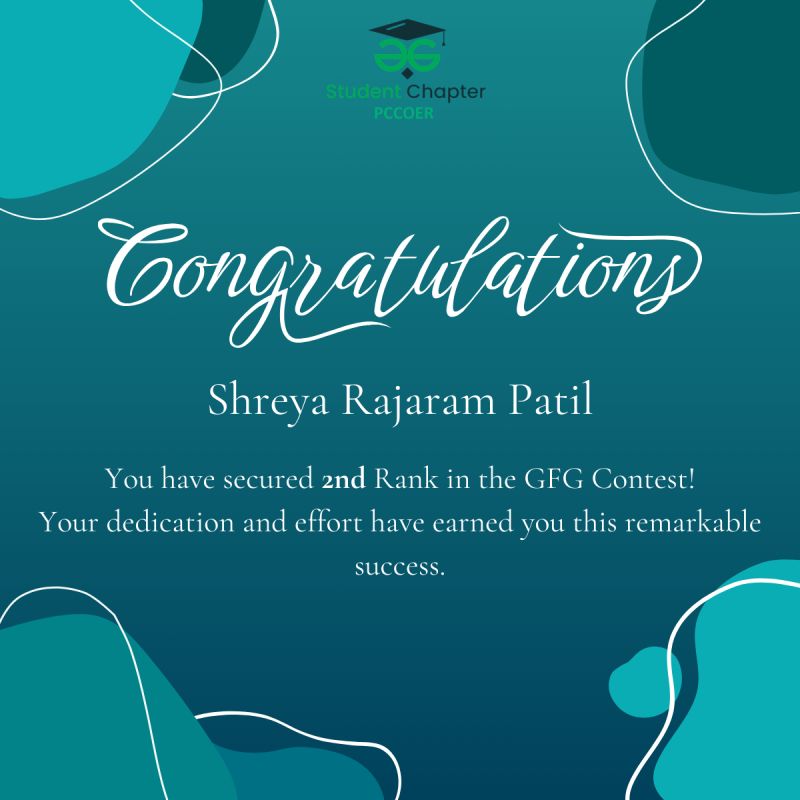 Student Chapter
PCCOER
Congratulations
Shreya Rajaram Patil
You have secured 2nd Rank in the GFG Contest!
Your dedication and effort have earned you this remarkable
success.